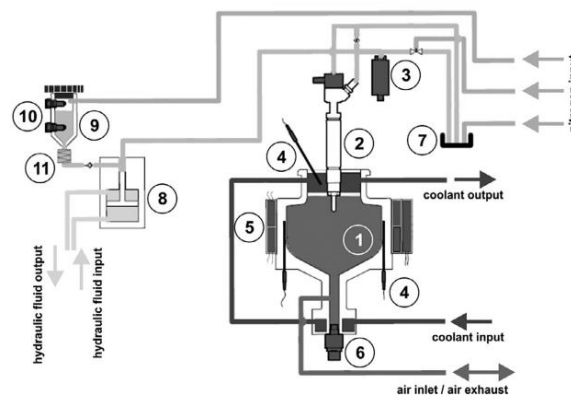 10
9
11
8
4
2
3
7
5
1
4
6
coolant output
coolant input
air inlet / air exhaust
hydraulic fluid output
hydraulic fluid input